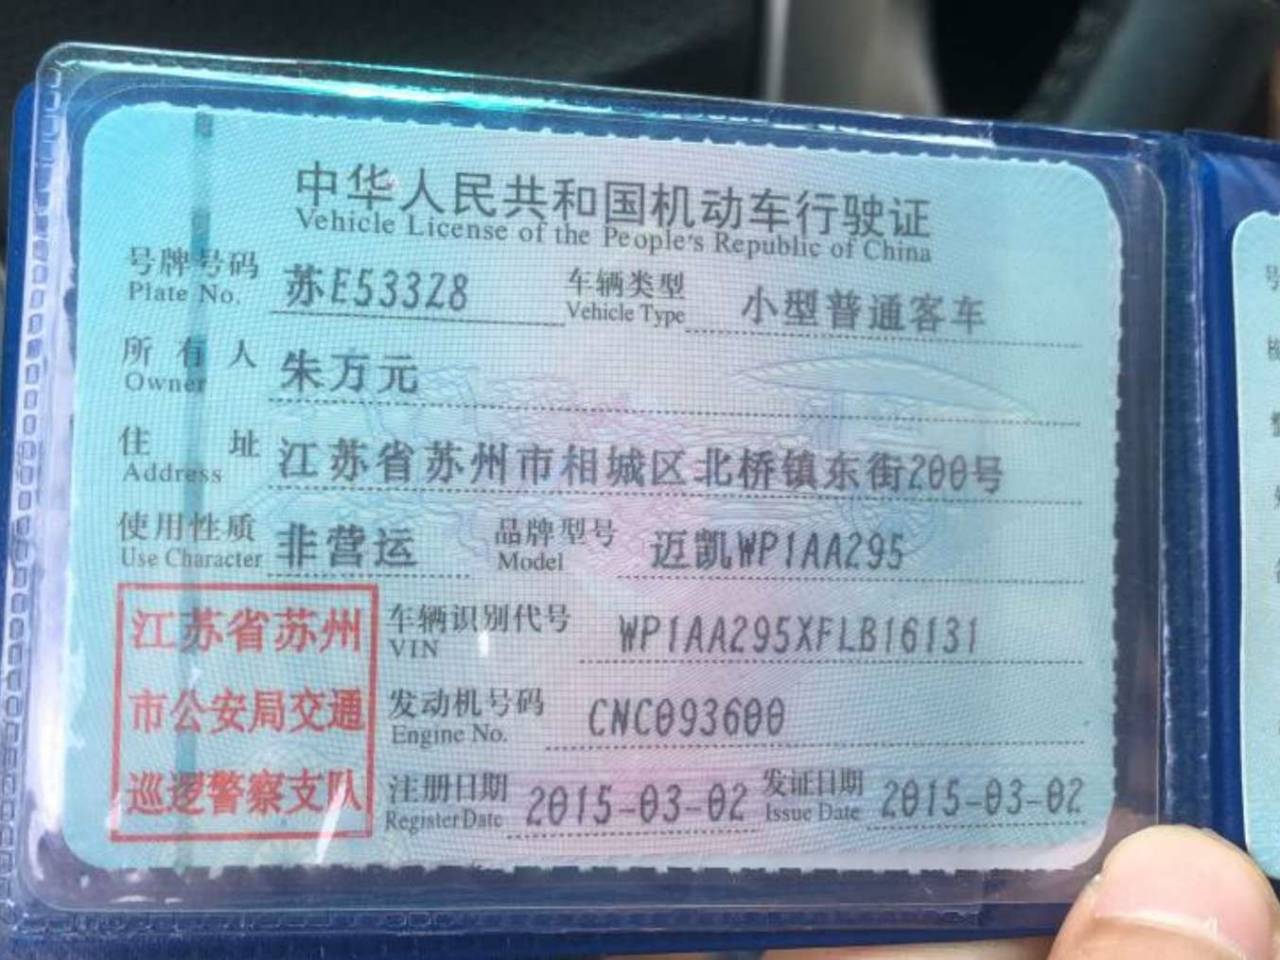 中华人民共和国机动车行驶证
Vehicle License of the People's Republic of China
号牌号码 苏E533Z8 车辆类型 小型普通客车
Plate No. Vehicle Type
所有人 朱万元
Owner
住址 江苏省苏州市相城区北桥镇东街200号
Address
使用性质 非营运 品牌型号 迈凯WP1AA295
Use Character Model
江苏省苏州
市公安局交通
巡逻警察支队
车辆识别代号 WP1AA295XFLB16131
VIN
发动机号码 CNC093600
Engine No.
注册日期 2015-03-02 发证日期 2015-03-02
Register Date Issue Date